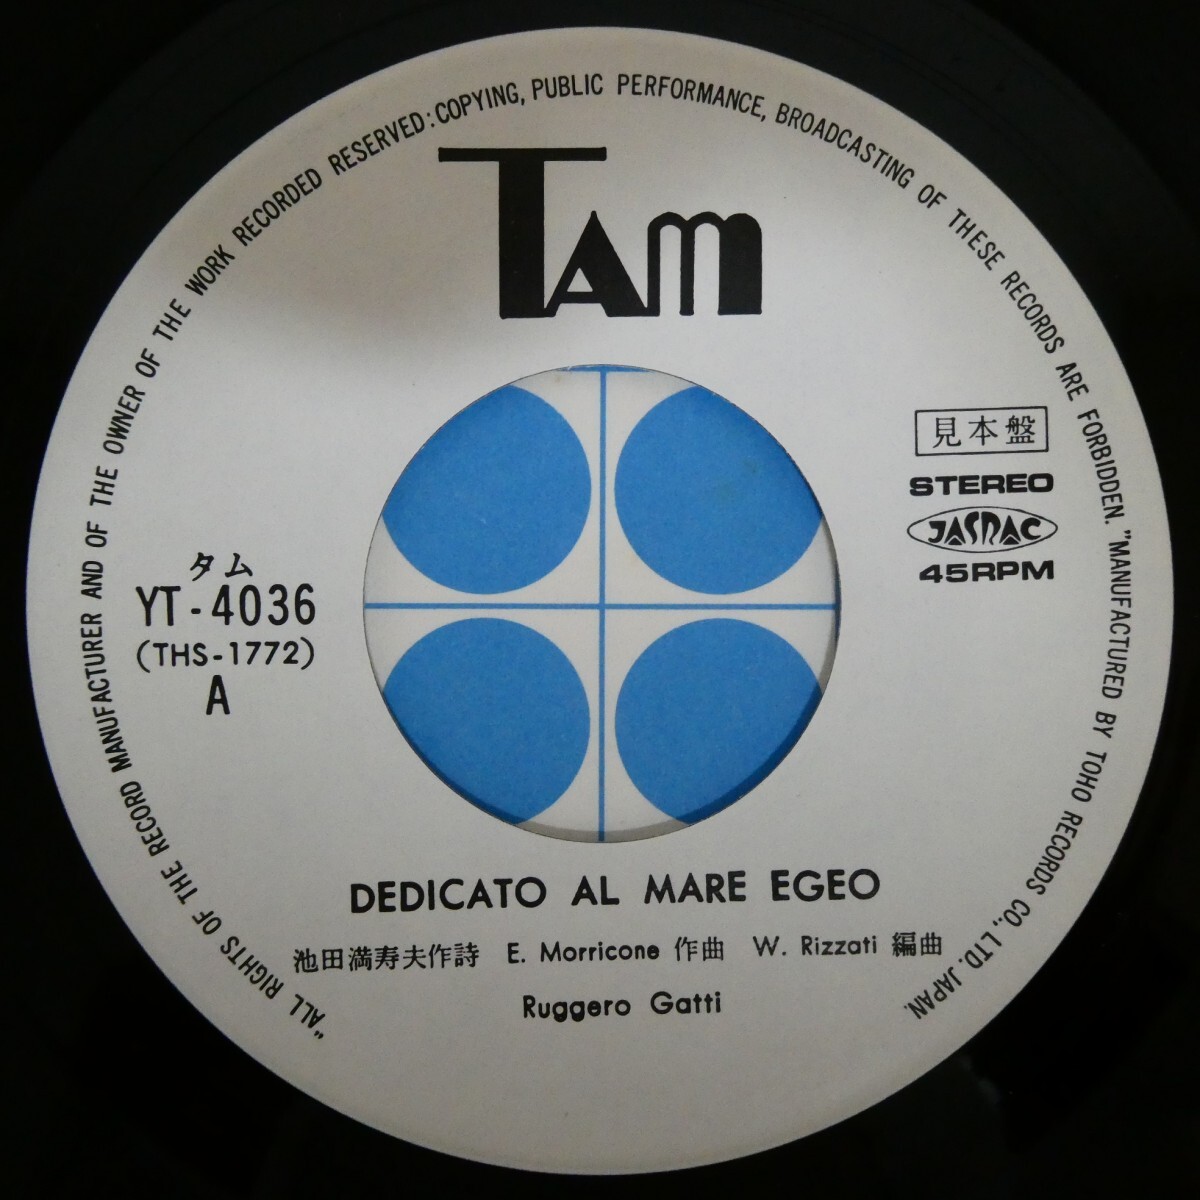 "ALL RIGHTS OF THE RECORD MANUFACTURER AND OF THE OWNER OF THE WORK RECORDED RESERVED: COPYING, PUBLIC PERFORMANCE, BROADCASTING OF THESE RECORDS ARE FORBIDDEN. "MANUFACTURED BY TOHO RECORDS CO., LTD. JAPAN.
TAM
見本盤
STEREO
JASRAC
45RPM
タム
YT-4036
(THS-1772)
A
DEDICATO AL MARE EGEO
池田満寿夫作詩 E. Morricone 作曲 W. Rizzati 編曲
Ruggero Gatti